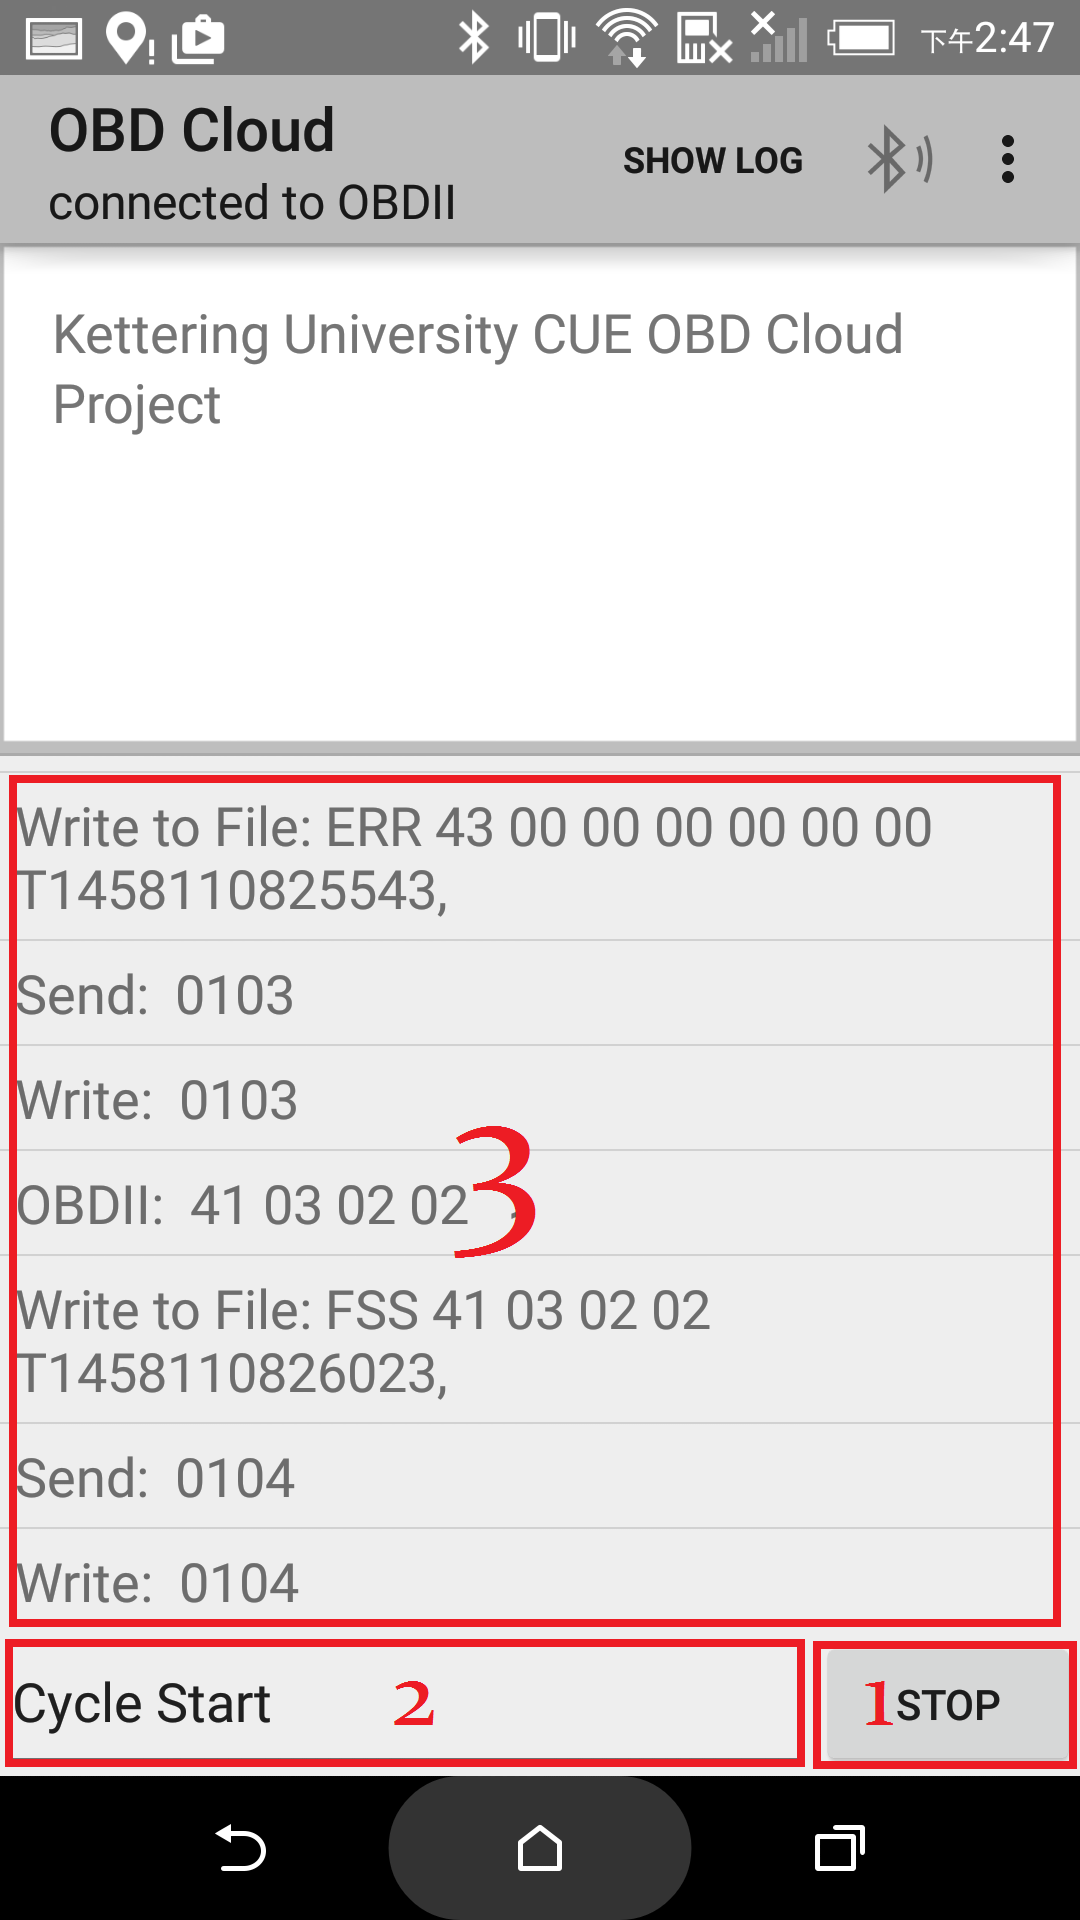 下午2:47
OBD Cloud
connected to OBDII
SHOW LOG
Kettering University CUE OBD Cloud
Project
Write to File: ERR 43 00 00 00 00 00 00
T1458110825543,
Send: 0103
Write: 0103
OBDII: 41 03 02 02
3
Write to File: FSS 41 03 02 02
T1458110826023,
Send: 0104
Write: 0104
Cycle Start 2
1 STOP